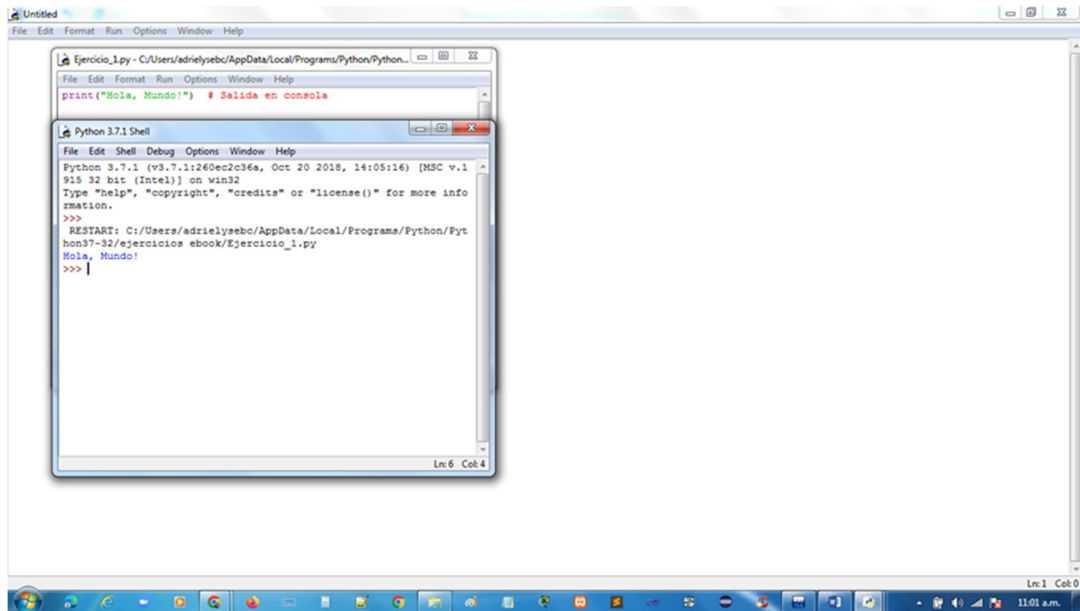 Untitled
File Edit Format Run Options Window Help
Ejercicio_1.py - C:/Users/adrielysebc/AppData/Local/Programs/Python/Python...
File Edit Format Run Options Window Help
print("Hola, Mundo!")  # Salida en consola
Python 3.7.1 Shell
File Edit Shell Debug Options Window Help
Python 3.7.1 (v3.7.1:260ec2c36a, Oct 20 2018, 14:05:16) [MSC v.1
915 32 bit (Intel)] on win32
Type "help", "copyright", "credits" or "license()" for more info
rmation.
>>>
RESTART: C:/Users/adrielysebc/AppData/Local/Programs/Python/Pyt
hon37-32/ejercicios ebook/Ejercicio_1.py
Hola, Mundo!
>>>
Ln: 6 Col: 4
Ln: 1 Col: 0
11:01 a.m.